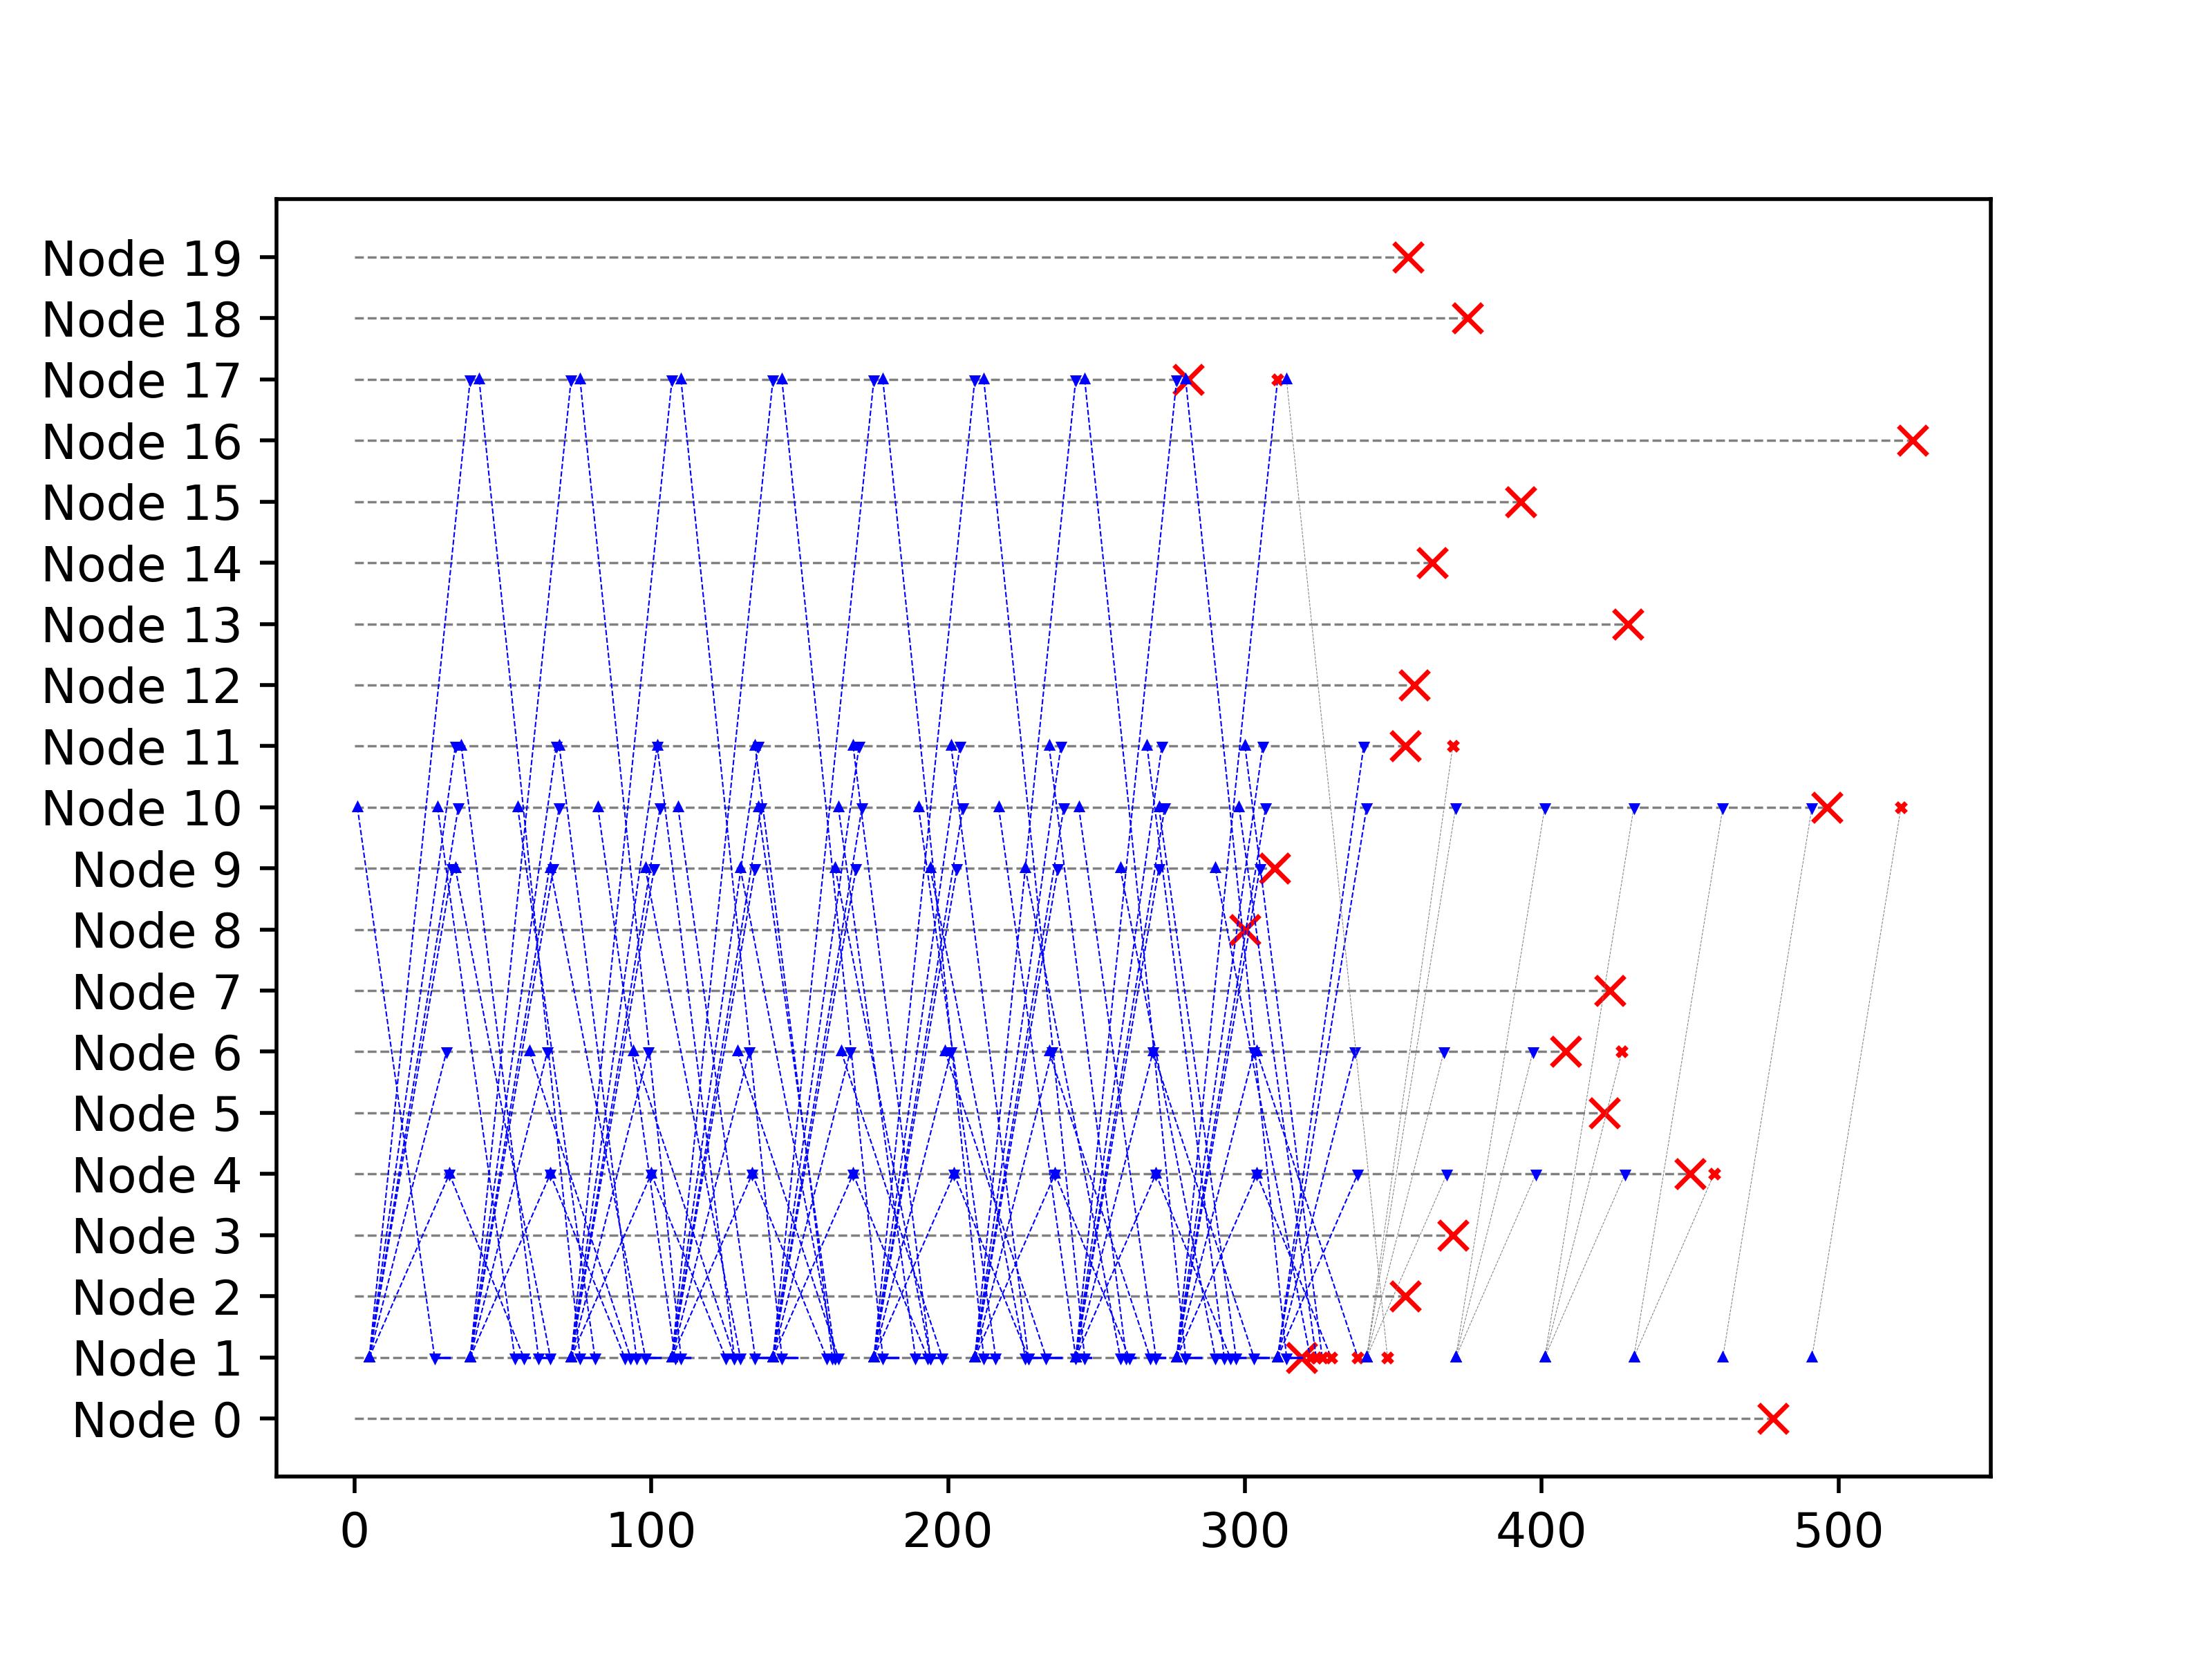 Node 19
Node 18
Node 17
Node 16
Node 15
Node 14
Node 13
Node 12
Node 11
Node 10
Node 9
Node 8
Node 7
Node 6
Node 5
Node 4
Node 3
Node 2
Node 1
Node 0
0 100 200 300 400 500